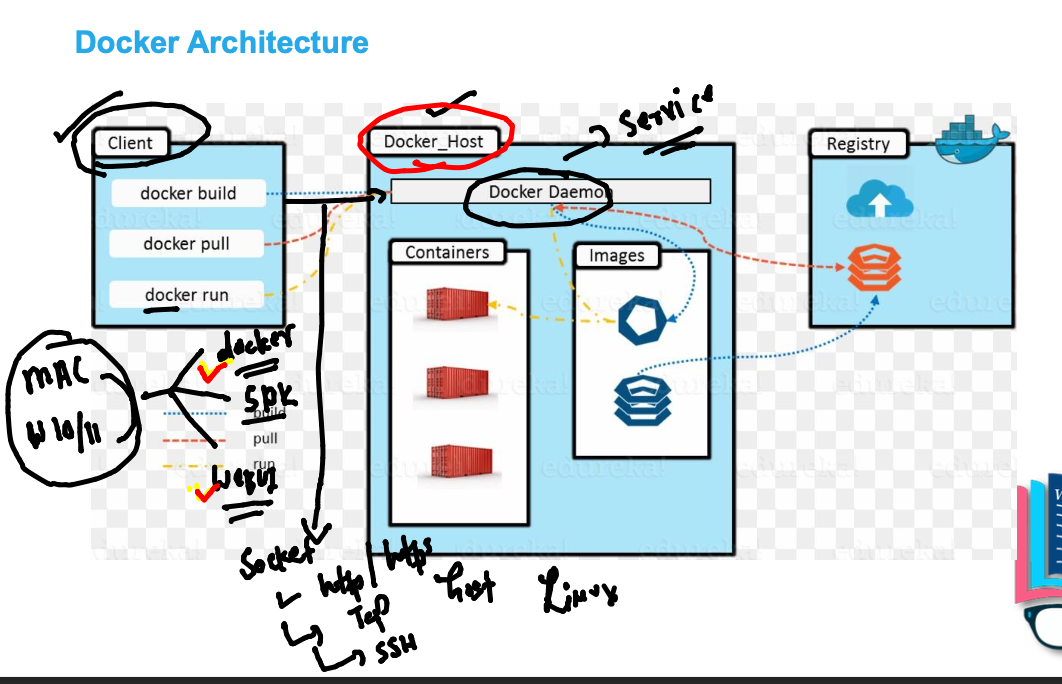 Docker Architecture
service
Client
Docker_Host
Registry
docker build
Docker Daemon
docker pull
Containers
Images
docker run
docker
MAC
SDK
W 10/11
build
pull
run
WebUI
Socket
http
https
Host
Linux
TCP
SSH
edureka!